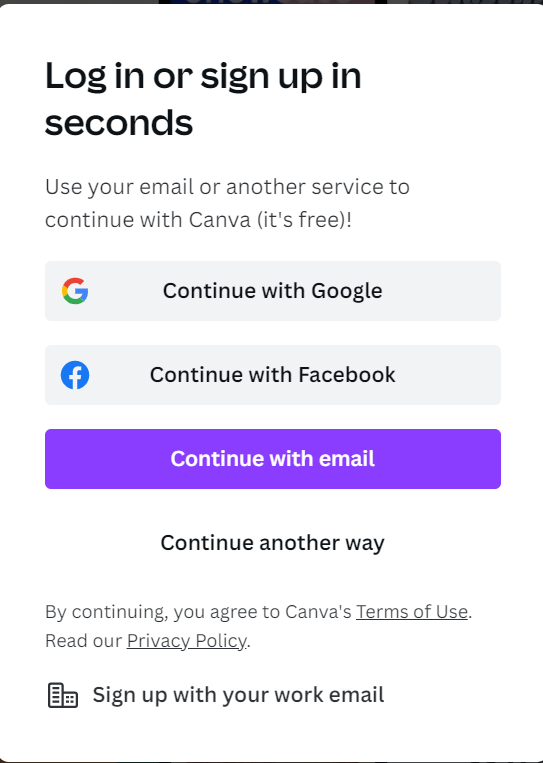 Log in or sign up in
seconds
Use your email or another service to
continue with Canva (it's free)!
Continue with Google
Continue with Facebook
Continue with email
Continue another way
By continuing, you agree to Canva's Terms of Use.
Read our Privacy Policy.
Sign up with your work email